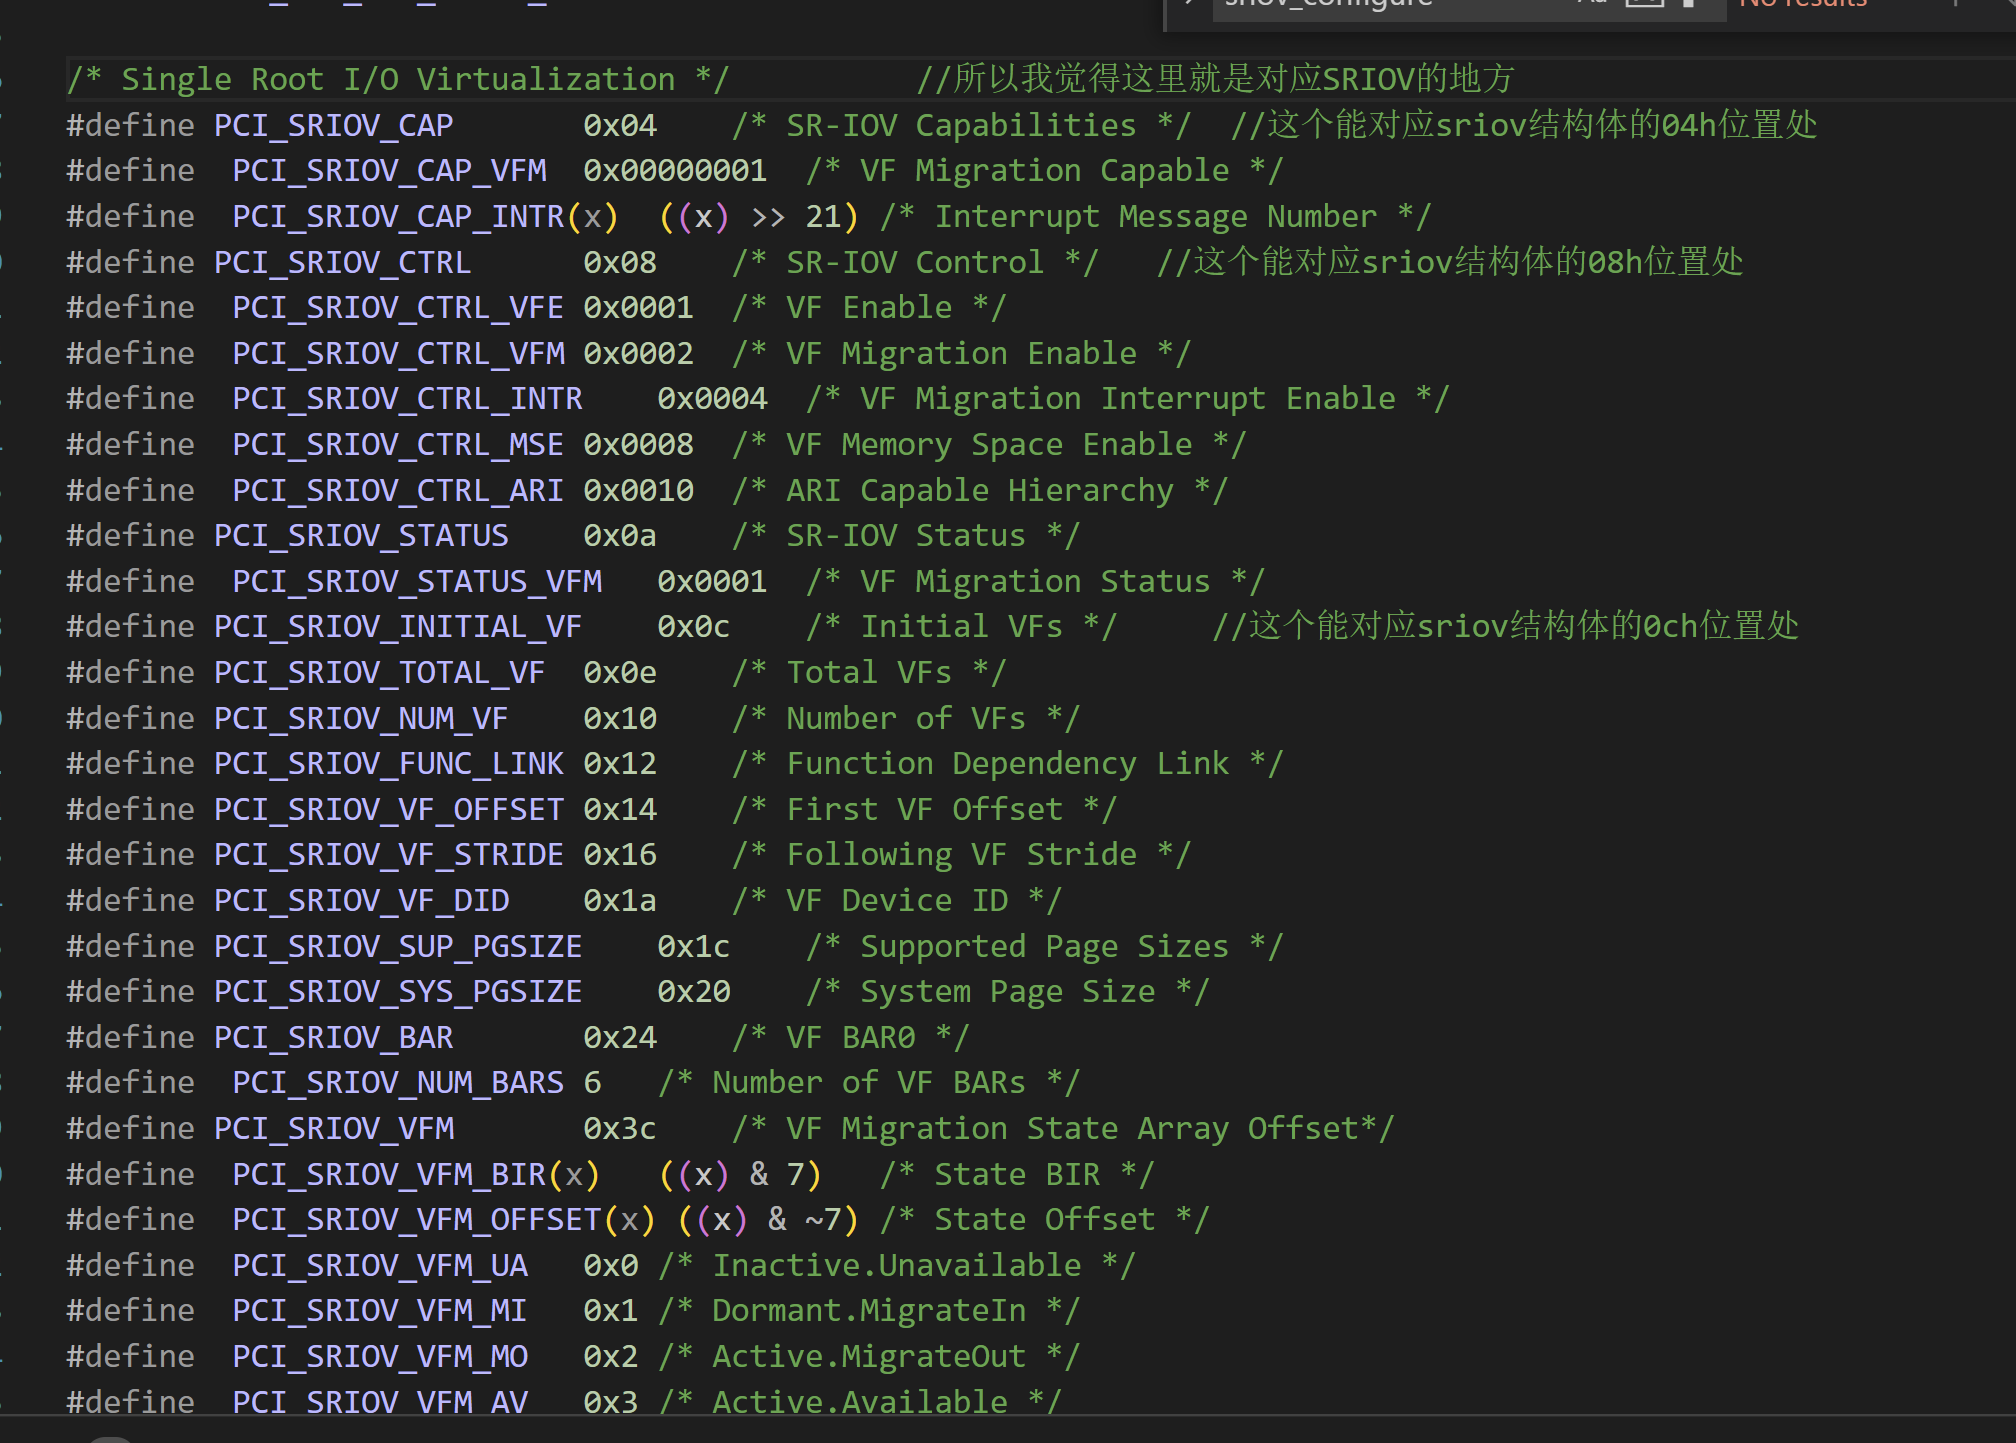 No results
/* Single Root I/O Virtualization */ //所以我觉得这里就是对应SRIOV的地方
#define PCI_SRIOV_CAP 0x04 /* SR-IOV Capabilities */ //这个能对应sriov结构体的04h位置处
#define PCI_SRIOV_CAP_VFM 0x00000001 /* VF Migration Capable */
#define PCI_SRIOV_CAP_INTR(x) ((x) >> 21) /* Interrupt Message Number */
#define PCI_SRIOV_CTRL 0x08 /* SR-IOV Control */ //这个能对应sriov结构体的08h位置处
#define PCI_SRIOV_CTRL_VFE 0x0001 /* VF Enable */
#define PCI_SRIOV_CTRL_VFM 0x0002 /* VF Migration Enable */
#define PCI_SRIOV_CTRL_INTR 0x0004 /* VF Migration Interrupt Enable */
#define PCI_SRIOV_CTRL_MSE 0x0008 /* VF Memory Space Enable */
#define PCI_SRIOV_CTRL_ARI 0x0010 /* ARI Capable Hierarchy */
#define PCI_SRIOV_STATUS 0x0a /* SR-IOV Status */
#define PCI_SRIOV_STATUS_VFM 0x0001 /* VF Migration Status */
#define PCI_SRIOV_INITIAL_VF 0x0c /* Initial VFs */ //这个能对应sriov结构体的0ch位置处
#define PCI_SRIOV_TOTAL_VF 0x0e /* Total VFs */
#define PCI_SRIOV_NUM_VF 0x10 /* Number of VFs */
#define PCI_SRIOV_FUNC_LINK 0x12 /* Function Dependency Link */
#define PCI_SRIOV_VF_OFFSET 0x14 /* First VF Offset */
#define PCI_SRIOV_VF_STRIDE 0x16 /* Following VF Stride */
#define PCI_SRIOV_VF_DID 0x1a /* VF Device ID */
#define PCI_SRIOV_SUP_PGSIZE 0x1c /* Supported Page Sizes */
#define PCI_SRIOV_SYS_PGSIZE 0x20 /* System Page Size */
#define PCI_SRIOV_BAR 0x24 /* VF BAR0 */
#define PCI_SRIOV_NUM_BARS 6 /* Number of VF BARs */
#define PCI_SRIOV_VFM 0x3c /* VF Migration State Array Offset*/
#define PCI_SRIOV_VFM_BIR(x) ((x) & 7) /* State BIR */
#define PCI_SRIOV_VFM_OFFSET(x) ((x) & ~7) /* State Offset */
#define PCI_SRIOV_VFM_UA 0x0 /* Inactive.Unavailable */
#define PCI_SRIOV_VFM_MI 0x1 /* Dormant.MigrateIn */
#define PCI_SRIOV_VFM_MO 0x2 /* Active.MigrateOut */
#define PCI_SRIOV_VFM_AV 0x3 /* Active.Available */